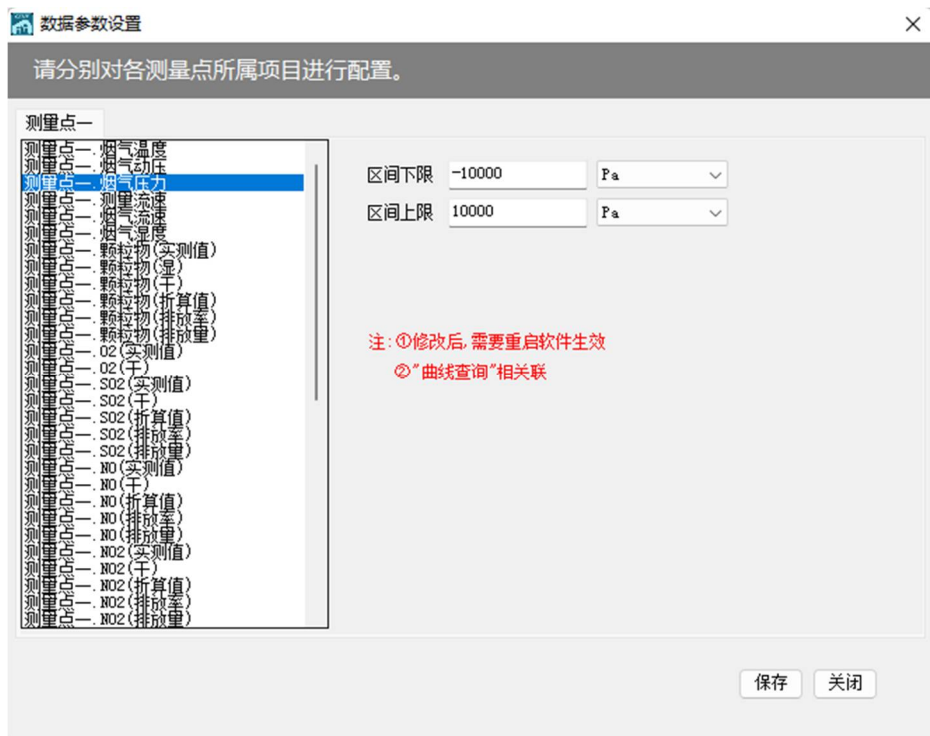 数据参数设置
请分别对各测量点所属项目进行配置。
测量点一
测量点一.烟气温度
测量点一.烟气动压
测量点一.烟气压力
测量点一.测量流速
测量点一.烟气流速
测量点一.烟气湿度
测量点一.颗粒物(实测值)
测量点一.颗粒物(湿)
测量点一.颗粒物(干)
测量点一.颗粒物(折算值)
测量点一.颗粒物(排放率)
测量点一.颗粒物(排放量)
测量点一.O2(实测值)
测量点一.O2(干)
测量点一.SO2(实测值)
测量点一.SO2(干)
测量点一.SO2(折算值)
测量点一.SO2(排放率)
测量点一.SO2(排放量)
测量点一.NO(实测值)
测量点一.NO(干)
测量点一.NO(折算值)
测量点一.NO(排放率)
测量点一.NO(排放量)
测量点一.NO2(实测值)
测量点一.NO2(干)
测量点一.NO2(折算值)
测量点一.NO2(排放率)
测量点一.NO2(排放量)
区间下限 -10000 Pa
区间上限 10000 Pa
注:①修改后,需要重启软件生效
②"曲线查询"相关联
保存 关闭